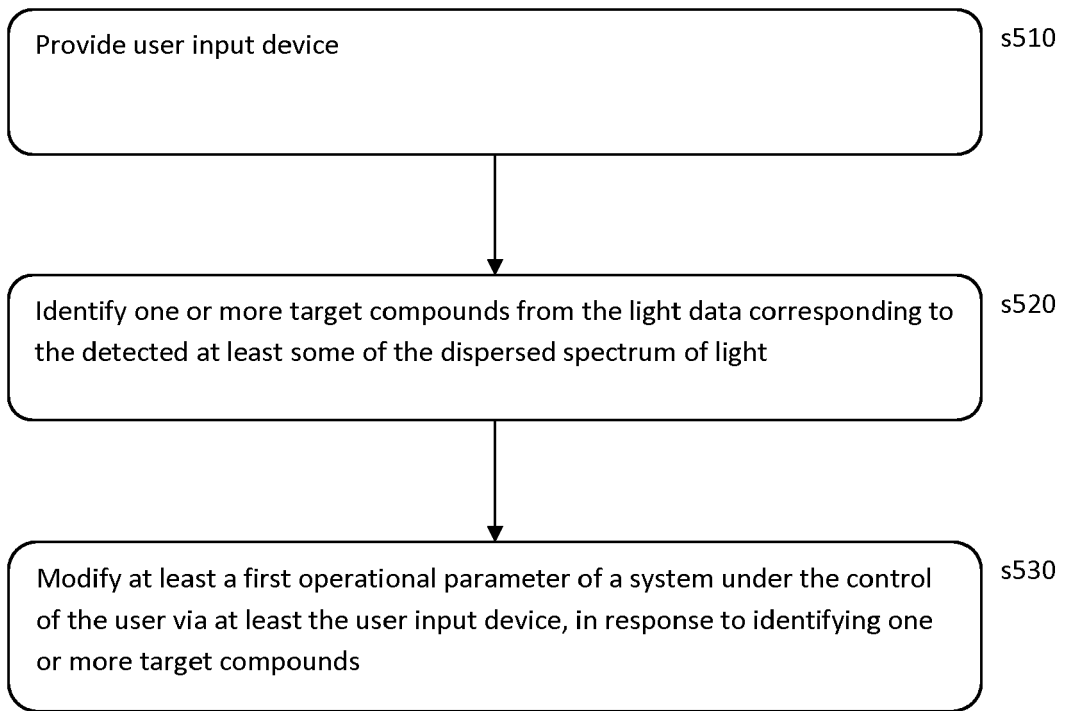 Provide user input device
s510
Identify one or more target compounds from the light data corresponding to
the detected at least some of the dispersed spectrum of light
s520
Modify at least a first operational parameter of a system under the control
of the user via at least the user input device, in response to identifying one
or more target compounds
s530